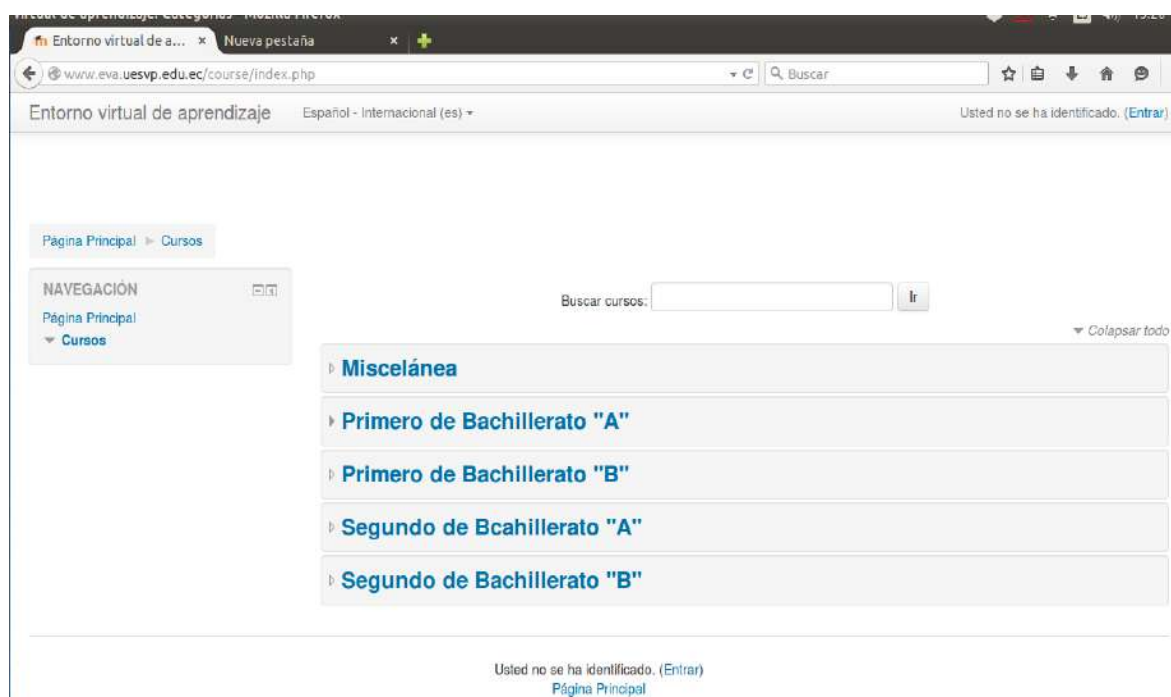 Entorno virtual de a... × Nueva pestaña ×
www.eva.uesvp.edu.ec/course/index.php Buscar
Entorno virtual de aprendizaje Español - Internacional (es) Usted no se ha identificado. (Entrar)
Página Principal Cursos
NAVEGACIÓN
Página Principal
Cursos
Buscar cursos: Ir
Colapsar todo
Miscelánea
Primero de Bachillerato "A"
Primero de Bachillerato "B"
Segundo de Bcahillerato "A"
Segundo de Bachillerato "B"
Usted no se ha identificado. (Entrar)
Página Principal